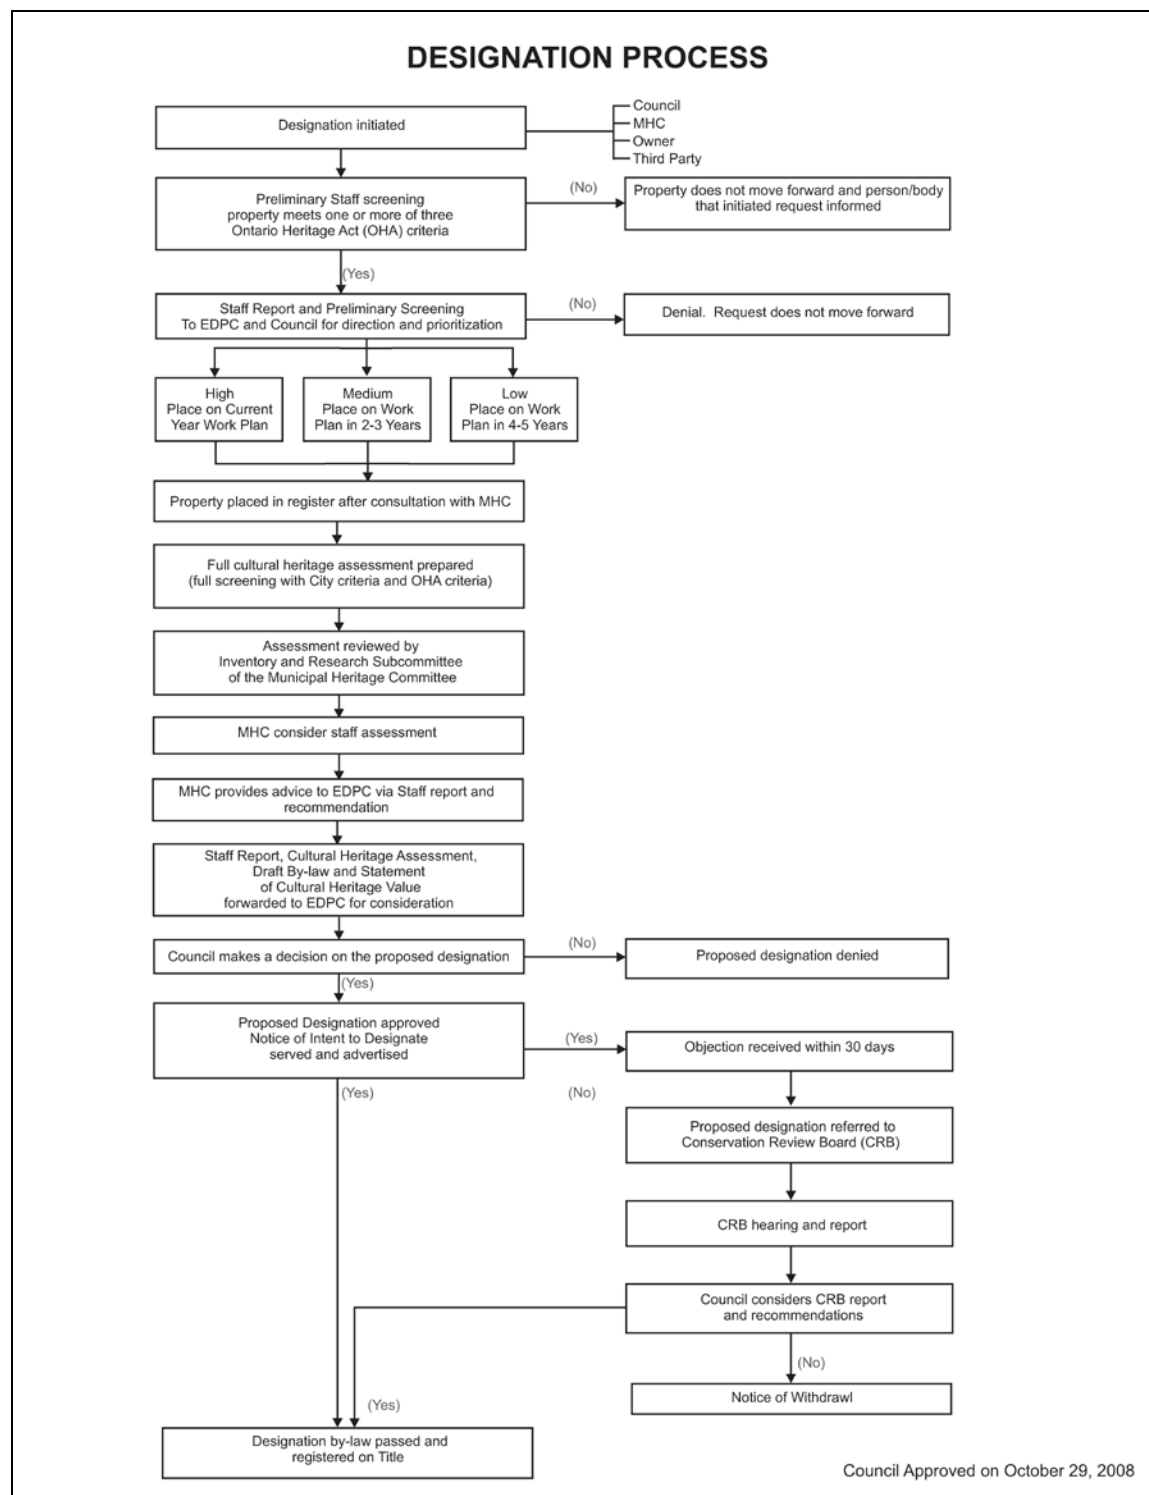 DESIGNATION PROCESS
Designation initiated
Council
MHC
Owner
Third Party
Preliminary Staff screening
property meets one or more of three
Ontario Heritage Act (OHA) criteria
(No)
Property does not move forward and person/body
that initiated request informed
(Yes)
Staff Report and Preliminary Screening
To EDPC and Council for direction and prioritization
(No)
Denial. Request does not move forward
High
Place on Current
Year Work Plan
Medium
Place on Work
Plan in 2-3 Years
Low
Place on Work
Plan in 4-5 Years
Property placed in register after consultation with MHC
Full cultural heritage assessment prepared
(full screening with City criteria and OHA criteria)
Assessment reviewed by
Inventory and Research Subcommittee
of the Municipal Heritage Committee
MHC consider staff assessment
MHC provides advice to EDPC via Staff report and
recommendation
Staff Report, Cultural Heritage Assessment,
Draft By-law and Statement
of Cultural Heritage Value
forwarded to EDPC for consideration
Council makes a decision on the proposed designation
(No)
Proposed designation denied
(Yes)
Proposed Designation approved
Notice of Intent to Designate
served and advertised
(Yes)
Objection received within 30 days
(Yes)
(No)
Proposed designation referred to
Conservation Review Board (CRB)
CRB hearing and report
Council considers CRB report
and recommendations
(No)
Notice of Withdrawl
(Yes)
Designation by-law passed and
registered on Title
Council Approved on October 29, 2008